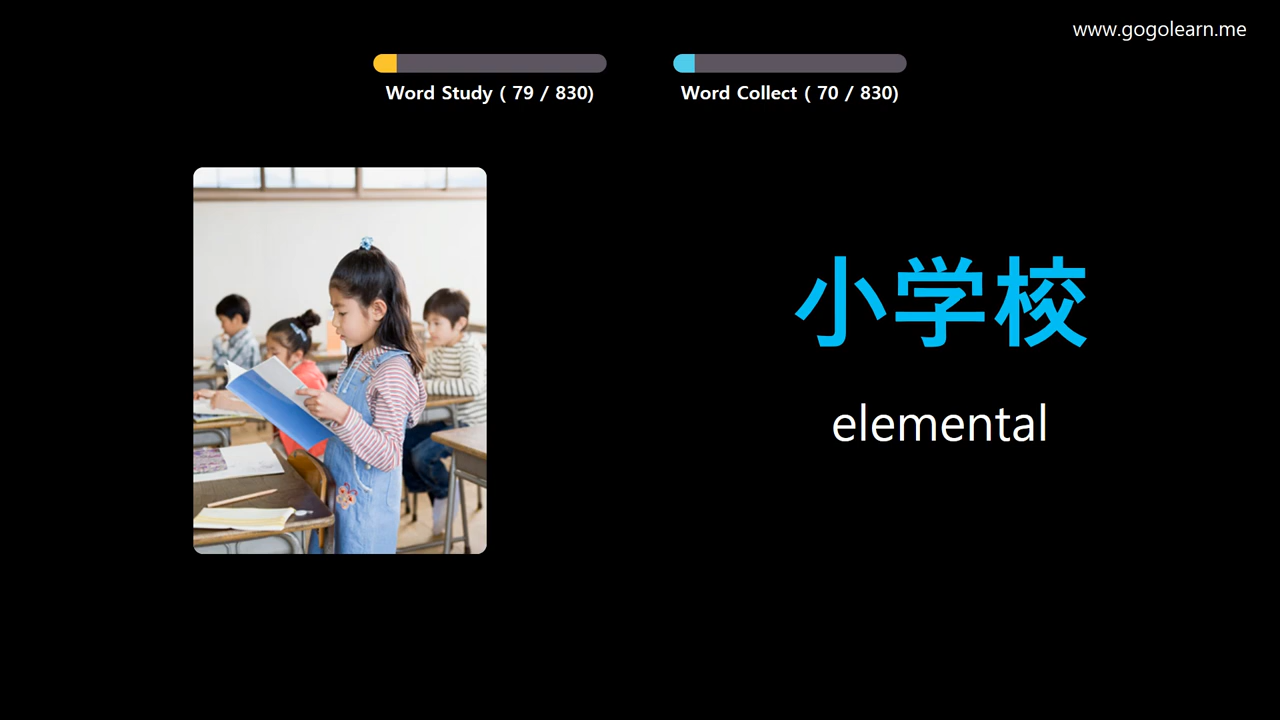 www.gogolearn.me
Word Study ( 79 / 830)
Word Collect ( 70 / 830)
小学校
elemental